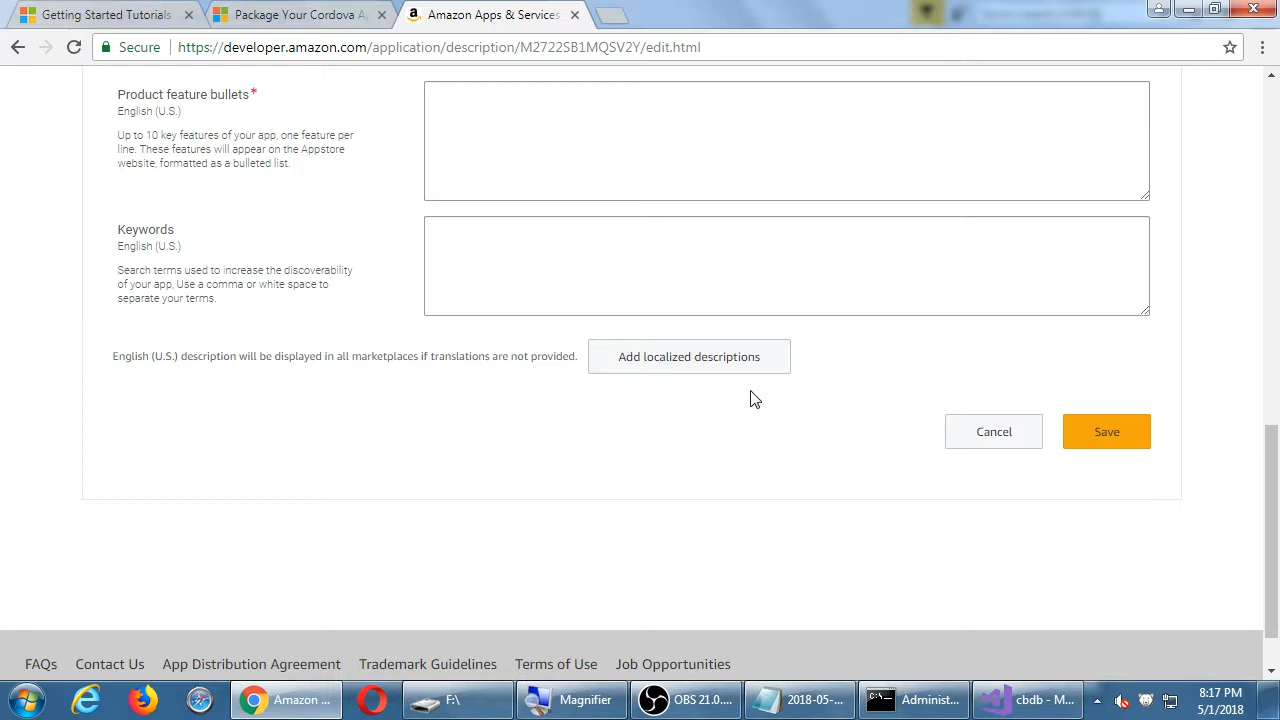 Getting Started Tutorials
Package Your Cordova Ap
Amazon Apps & Services
Secure
https://developer.amazon.com/application/description/M2722SB1MQSV2Y/edit.html
Product feature bullets*
English (U.S.)
Up to 10 key features of your app, one feature per
line. These features will appear on the Appstore
website, formatted as a bulleted list.
Keywords
English (U.S.)
Search terms used to increase the discoverability
of your app, Use a comma or white space to
separate your terms.
English (U.S.) description will be displayed in all marketplaces if translations are not provided.
Add localized descriptions
Cancel
Save
FAQs
Contact Us
App Distribution Agreement
Trademark Guidelines
Terms of Use
Job Opportunities
Amazon ...
F:\
Magnifier
OBS 21.0....
2018-05-...
Administ...
cbdb - M...
8:17 PM
5/1/2018